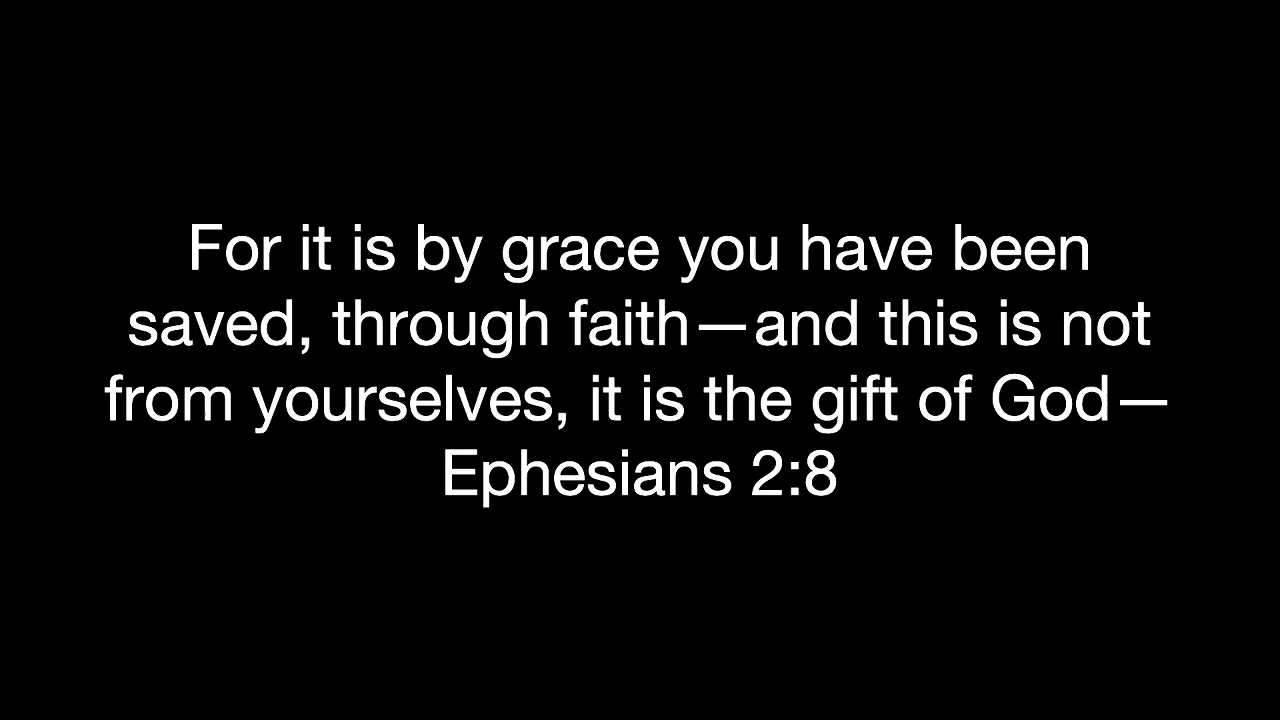 For it is by grace you have been
saved, through faith—and this is not
from yourselves, it is the gift of God—
Ephesians 2:8